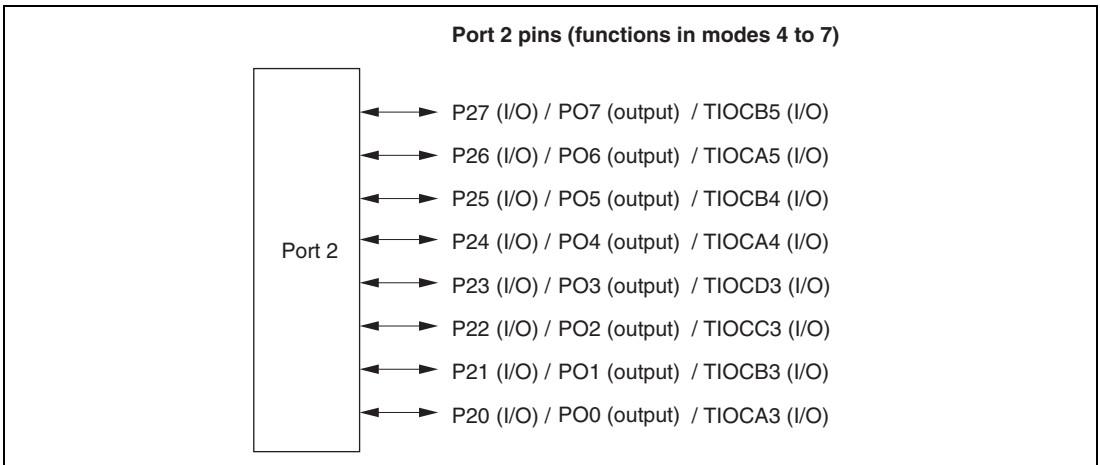 Port 2 pins (functions in modes 4 to 7)
P27 (I/O) / PO7 (output) / TIOCB5 (I/O)
P26 (I/O) / PO6 (output) / TIOCA5 (I/O)
P25 (I/O) / PO5 (output) / TIOCB4 (I/O)
P24 (I/O) / PO4 (output) / TIOCA4 (I/O)
Port 2
P23 (I/O) / PO3 (output) / TIOCD3 (I/O)
P22 (I/O) / PO2 (output) / TIOCC3 (I/O)
P21 (I/O) / PO1 (output) / TIOCB3 (I/O)
P20 (I/O) / PO0 (output) / TIOCA3 (I/O)